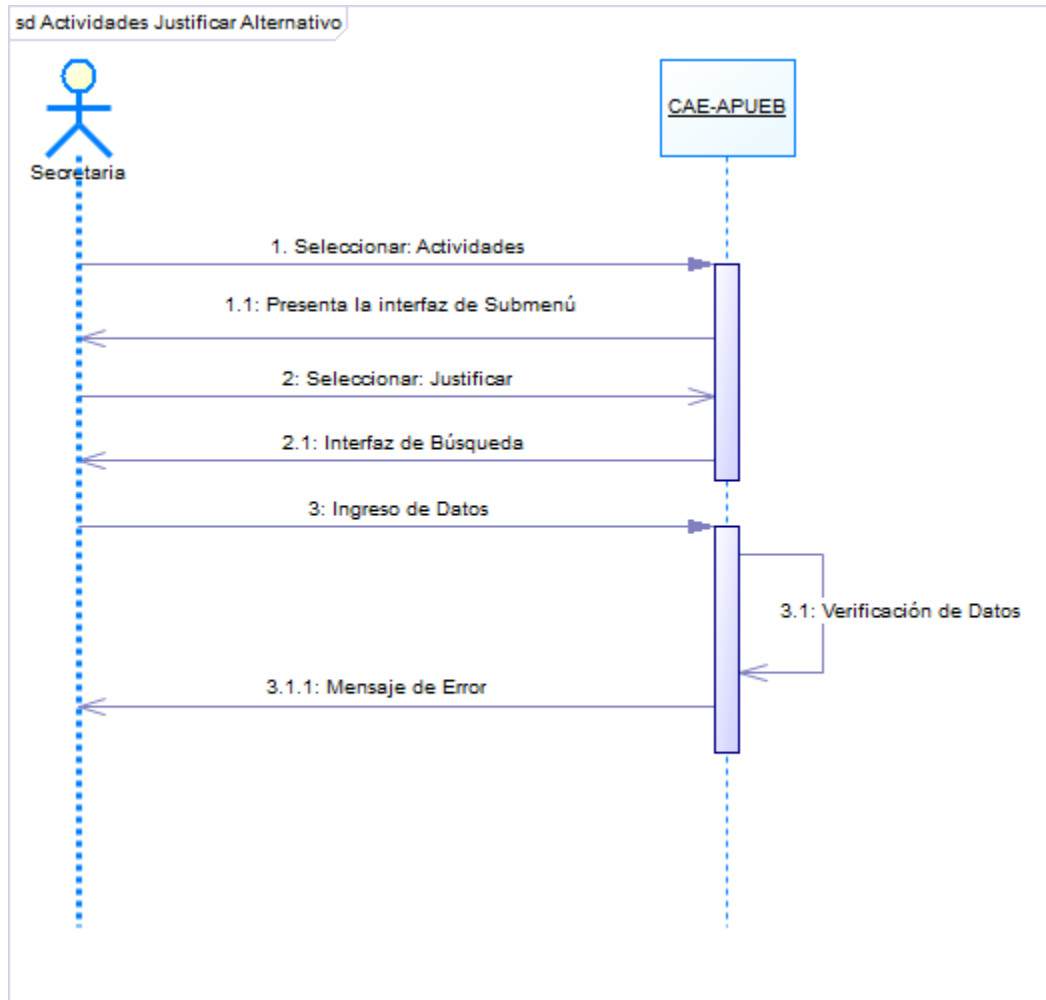 sd Actividades Justificar Alternativo
CAE-APUEB
Secretaria
1. Seleccionar: Actividades
1.1: Presenta la interfaz de Submenú
2: Seleccionar: Justificar
2.1: Interfaz de Búsqueda
3: Ingreso de Datos
3.1: Verificación de Datos
3.1.1: Mensaje de Error